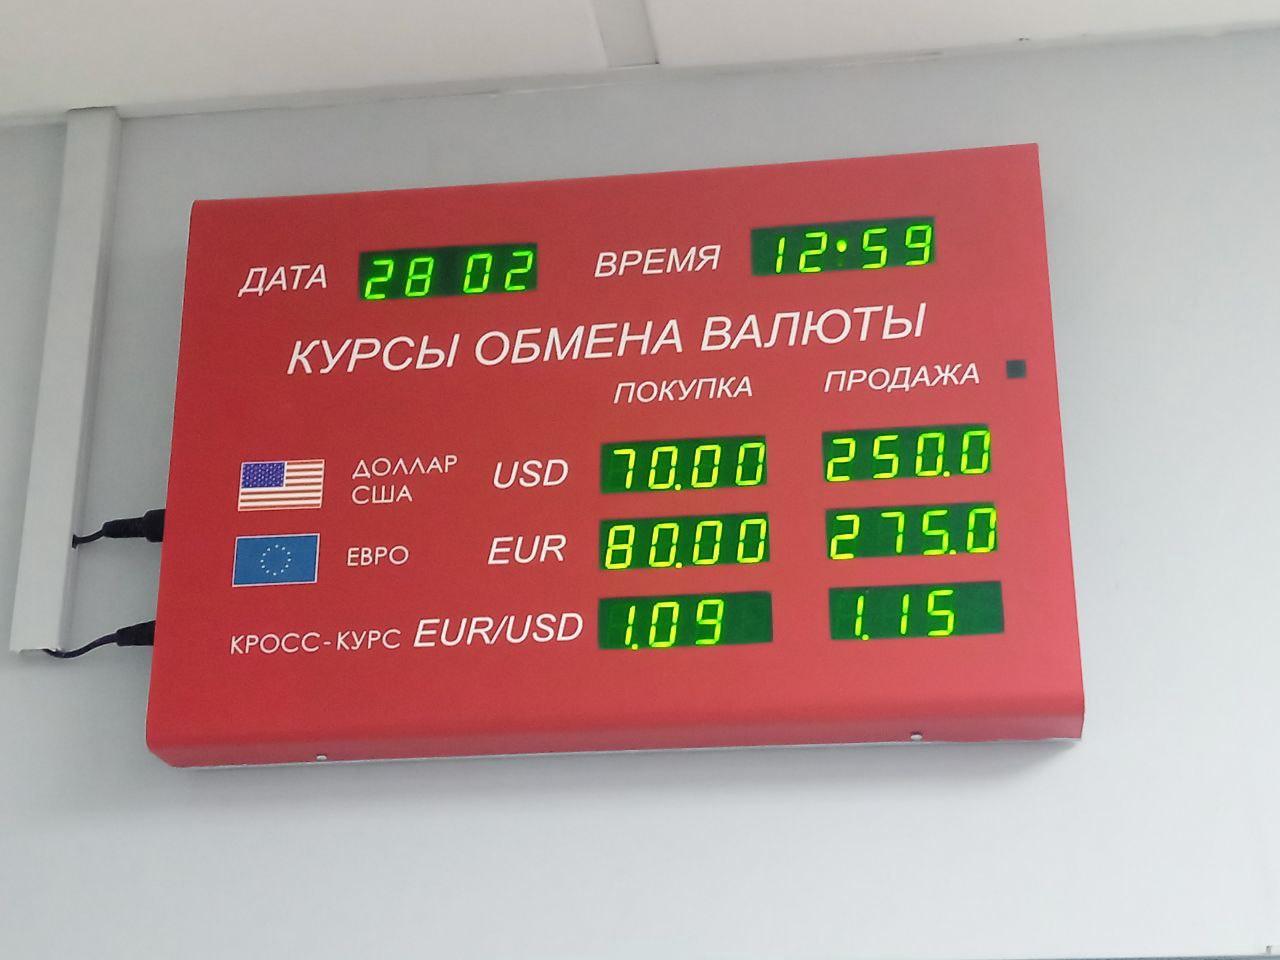 ДАТА 28 02 ВРЕМЯ 12:59
КУРСЫ ОБМЕНА ВАЛЮТЫ
ПОКУПКА ПРОДАЖА
ДОЛЛАР США USD 70.00 250.0
ЕВРО EUR 80.00 275.0
КРОСС-КУРС EUR/USD 1.09 1.15